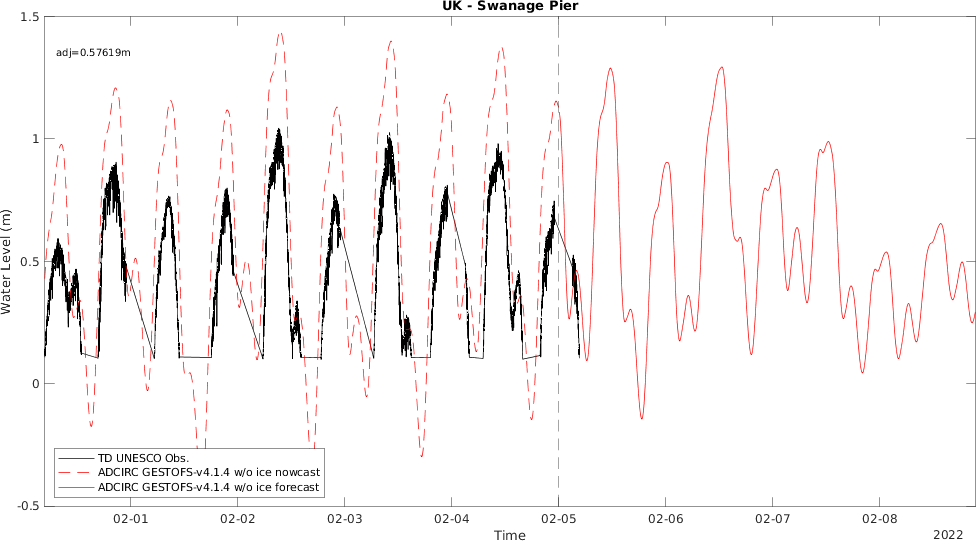 UK - Swanage Pier
1.5
adj=0.57619m
1
0.5
0
-0.5
Water Level (m)
TD UNESCO Obs.
ADCIRC GESTOFS-v4.1.4 w/o ice nowcast
ADCIRC GESTOFS-v4.1.4 w/o ice forecast
02-01 02-02 02-03 02-04 02-05 02-06 02-07 02-08
Time
2022